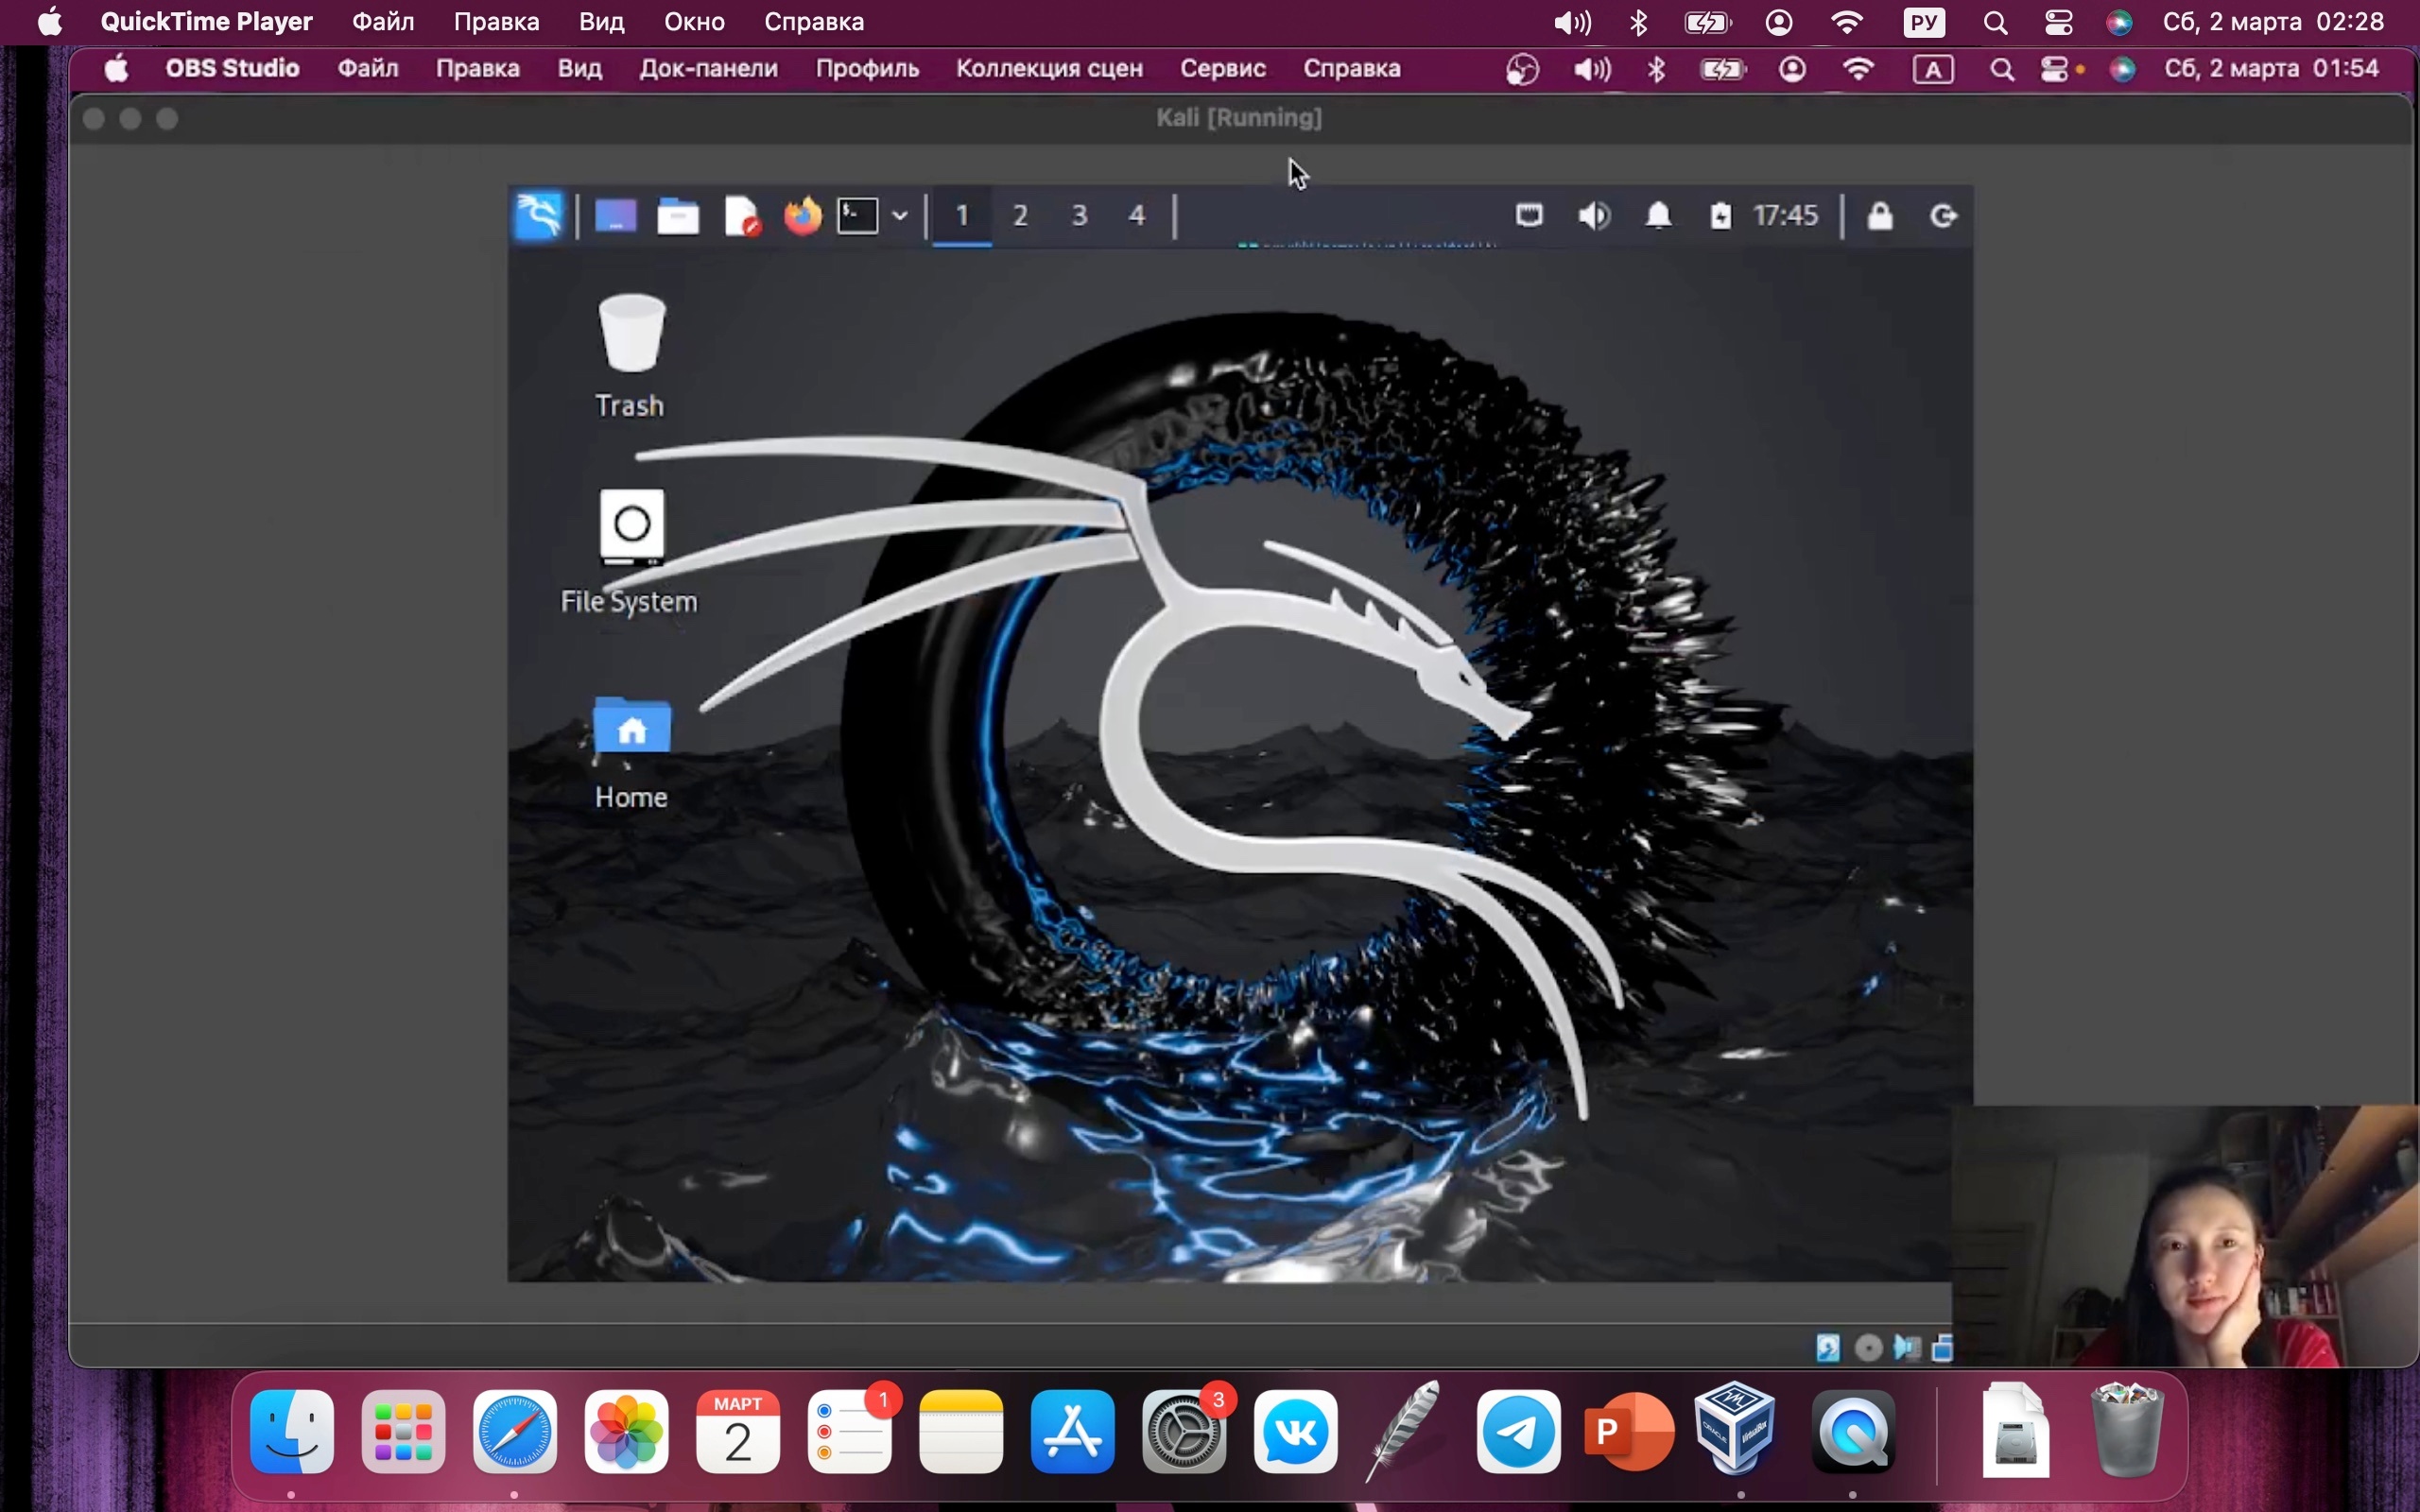 QuickTime Player Файл Правка Вид Окно Справка РУ Сб, 2 марта 02:28
OBS Studio Файл Правка Вид Док-панели Профиль Коллекция сцен Сервис Справка A Сб, 2 марта 01:54
Kali [Running]
1 2 3 4 17:45
Trash
File System
Home
МАРТ
2
1
3
P